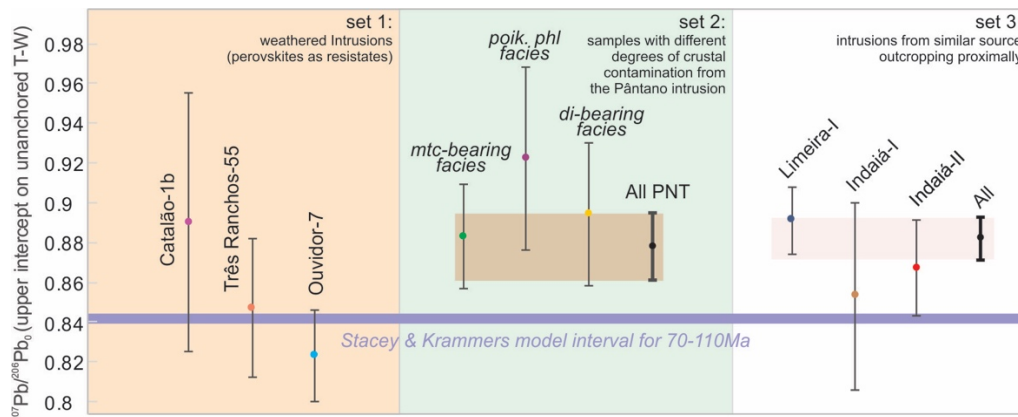 ⁰⁷Pb/²⁰⁶Pb₀ (upper intercept on unanchored T-W)
0.98
0.96
0.94
0.92
0.9
0.88
0.86
0.84
0.82
0.8
set 1:
weathered Intrusions
(perovskites as resistates)
Catalão-1b
Três Ranchos-55
Ouvidor-7
set 2:
samples with different
degrees of crustal
contamination from
the Pântano intrusion
mtc-bearing
facies
poik. phl
facies
di-bearing
facies
All PNT
set 3
intrusions from similar source
outcropping proximally
Limeira-I
Indaiá-I
Indaiá-II
All
Stacey & Krammers model interval for 70-110Ma